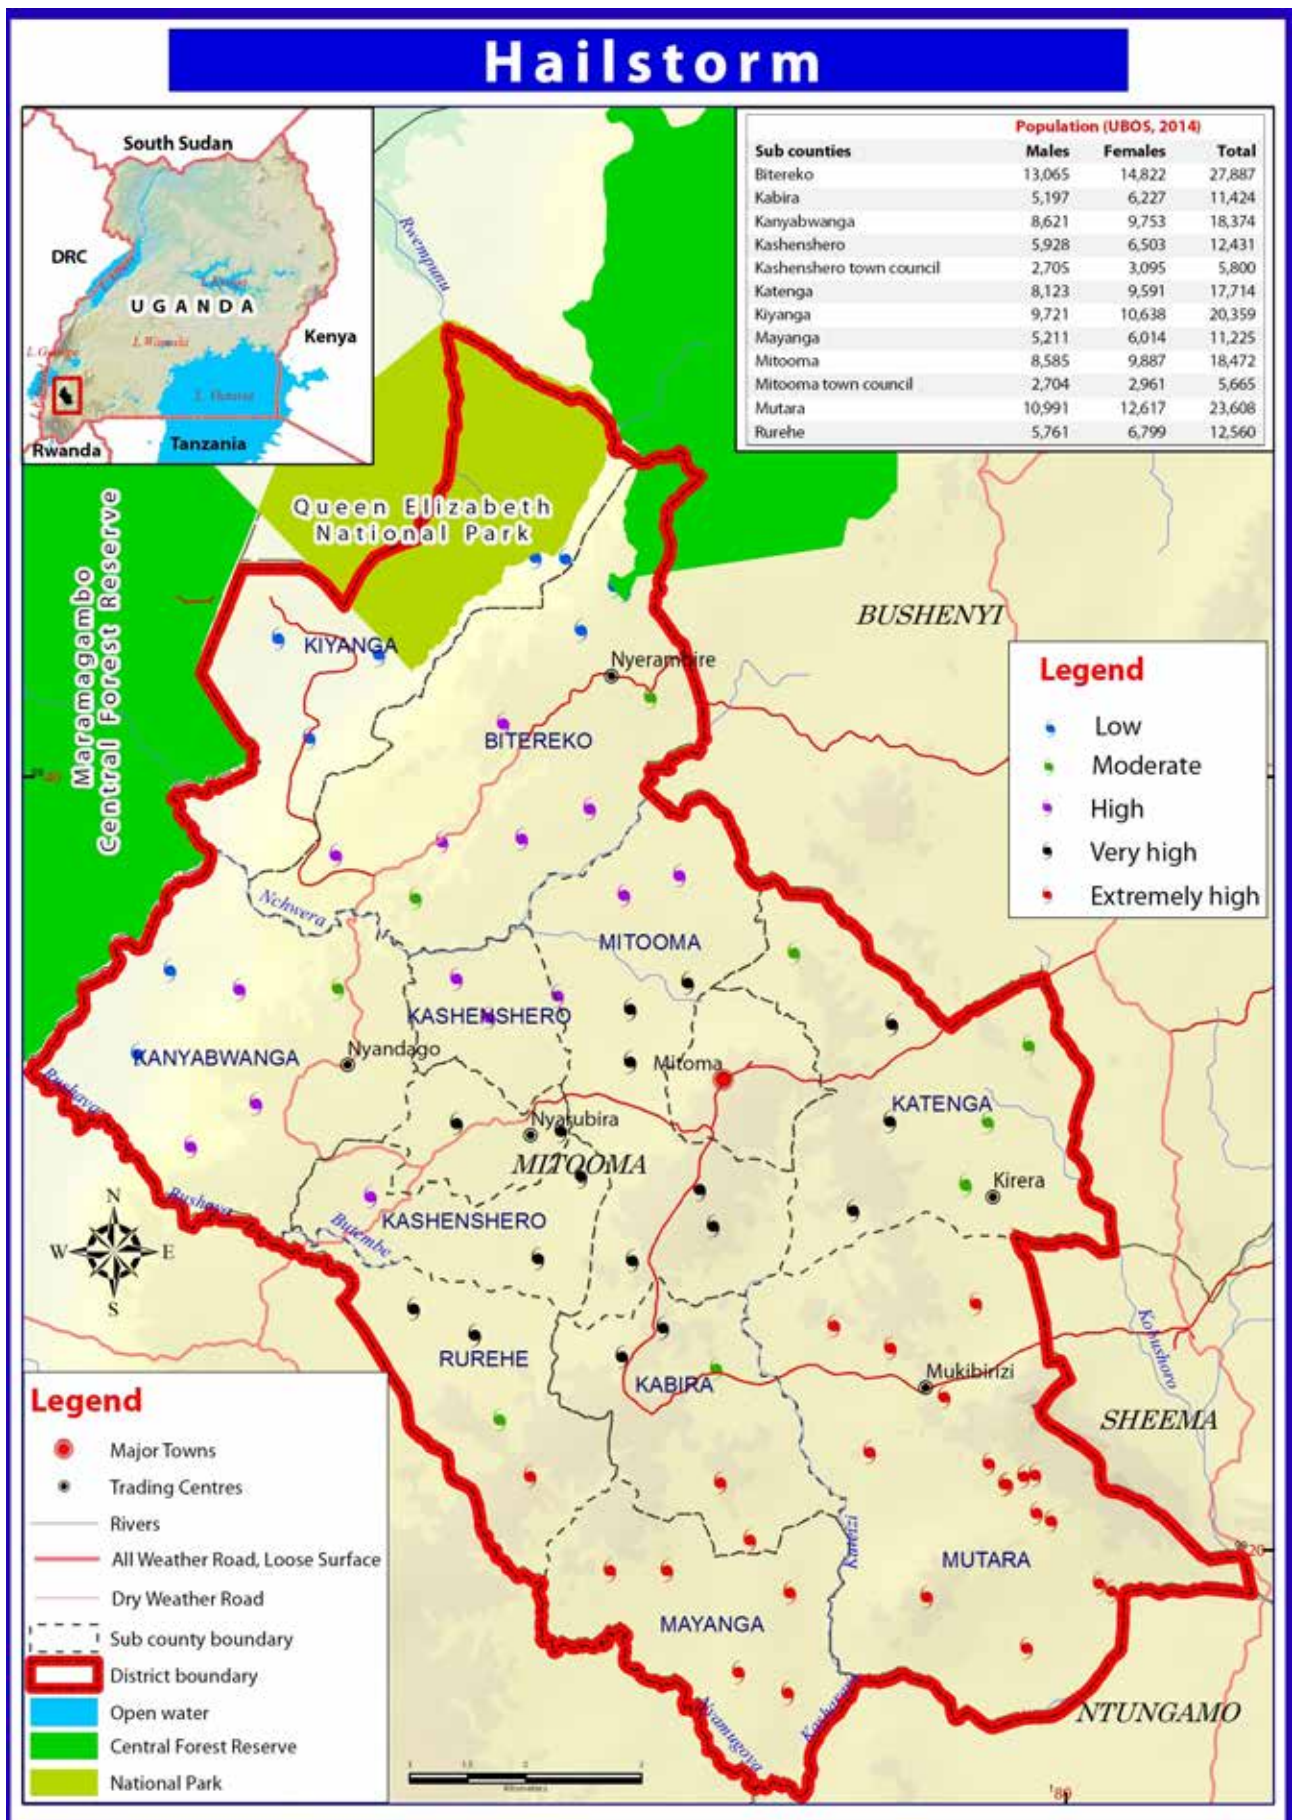 Hailstorm
South Sudan
DRC
UGANDA
Kenya
Rwanda
Tanzania
Population (UBOS, 2014)
Sub counties Males Females Total
Bitereko 13,065 14,822 27,887
Kabira 5,197 6,227 11,424
Kanyabwanga 8,621 9,753 18,374
Kashenshero 5,928 6,503 12,431
Kashenshero town council 2,705 3,095 5,800
Katenga 8,123 9,591 17,714
Kiyanga 9,721 10,638 20,359
Mayanga 5,211 6,014 11,225
Mitooma 8,585 9,887 18,472
Mitooma town council 2,704 2,961 5,665
Mutara 10,991 12,617 23,608
Rurehe 5,761 6,799 12,560
Queen Elizabeth
National Park
Maramagambo
Central Forest Reserve
BUSHENYI
KIYANGA
Nyerambire
BITEREKO
Legend
Low
Moderate
High
Very high
Extremely high
Nchwera
MITOOMA
KASHENSHERO
KANYABWANGA
Nyandago
Mitoma
KATENGA
Nyarubira
MITOOMA
Kirera
KASHENSHERO
N
W E
S
RUREHE
KABIRA
Mukibirizi
SHEEMA
MUTARA
MAYANGA
NTUNGAMO
Legend
Major Towns
Trading Centres
Rivers
All Weather Road, Loose Surface
Dry Weather Road
Sub county boundary
District boundary
Open water
Central Forest Reserve
National Park